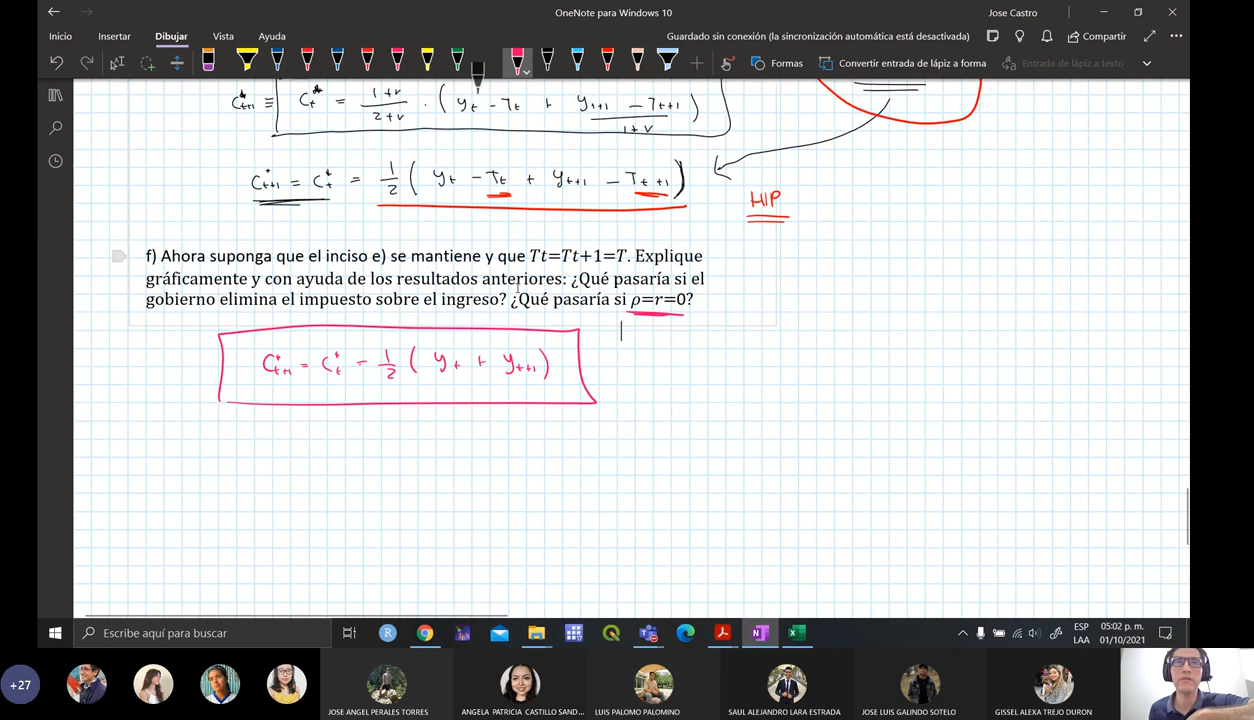 OneNote para Windows 10
Jose Castro
Inicio
Insertar
Dibujar
Vista
Ayuda
Guardado sin conexión (la sincronización automática está desactivada)
Compartir
Formas
Convertir entrada de lápiz a forma
Entrada de lápiz a texto
C*t+1 ≡ C*t = 1+r / 2+r · ( yt - Tt + yt+1 - Tt+1 / 1+r )
C*t+1 = C*t = 1/2 ( yt - Tt + yt+1 - Tt+1 )
HIP
f) Ahora suponga que el inciso e) se mantiene y que Tt=Tt+1=T. Explique
gráficamente y con ayuda de los resultados anteriores: ¿Qué pasaría si el
gobierno elimina el impuesto sobre el ingreso? ¿Qué pasaría si ρ=r=0?
C*t+1 = C*t = 1/2 ( yt + yt+1 )
Escribe aquí para buscar
ESP
LAA
05:02 p. m.
01/10/2021
+27
JOSE ANGEL PERALES TORRES
ANGELA PATRICIA CASTILLO SAND...
LUIS PALOMO PALOMINO
SAUL ALEJANDRO LARA ESTRADA
JOSE LUIS GALINDO SOTELO
GISSEL ALEXA TREJO DURON